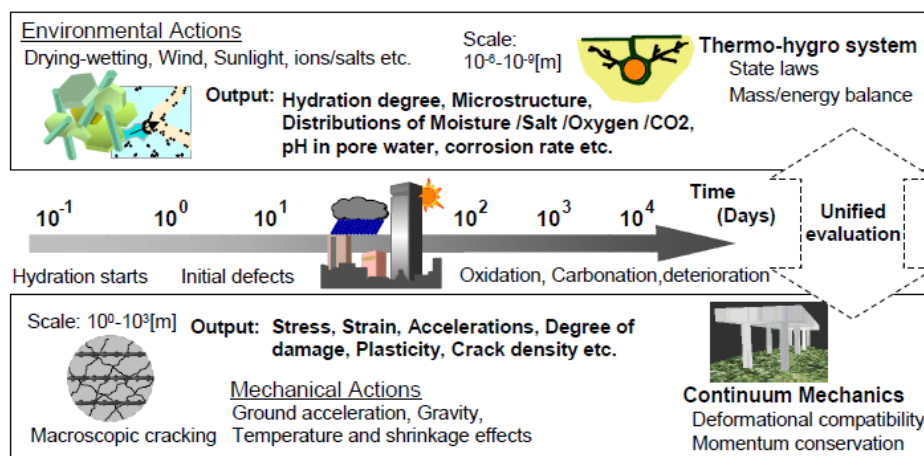 Environmental Actions
Drying-wetting, Wind, Sunlight, ions/salts etc.
Scale:
10⁻⁶-10⁻⁹[m]
Thermo-hygro system
State laws
Mass/energy balance
Output: Hydration degree, Microstructure,
Distributions of Moisture /Salt /Oxygen /CO2,
pH in pore water, corrosion rate etc.
10⁻¹ 10⁰ 10¹ 10² 10³ 10⁴ Time
(Days)
Unified
evaluation
Hydration starts Initial defects Oxidation, Carbonation,deterioration
Scale: 10⁰-10³[m]
Output: Stress, Strain, Accelerations, Degree of
damage, Plasticity, Crack density etc.
Mechanical Actions
Ground acceleration, Gravity,
Temperature and shrinkage effects
Macroscopic cracking
Continuum Mechanics
Deformational compatibility
Momentum conservation